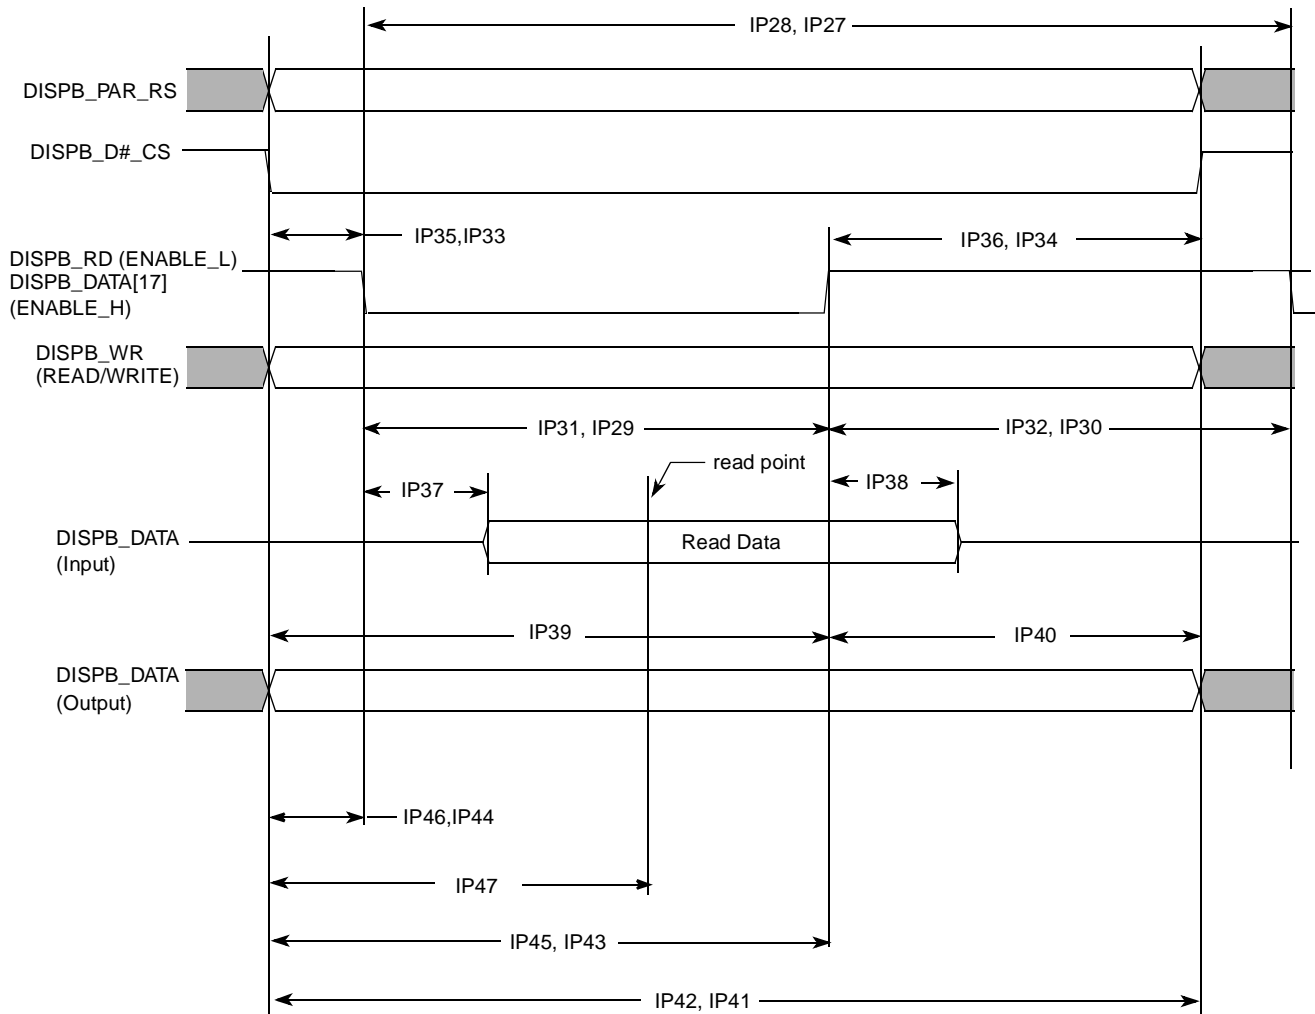 IP28, IP27
DISPB_PAR_RS
DISPB_D#_CS
IP35,IP33
IP36, IP34
DISPB_RD (ENABLE_L)
DISPB_DATA[17]
(ENABLE_H)
DISPB_WR
(READ/WRITE)
IP31, IP29
IP32, IP30
read point
IP37
IP38
DISPB_DATA
(Input)
Read Data
IP39
IP40
DISPB_DATA
(Output)
IP46,IP44
IP47
IP45, IP43
IP42, IP41